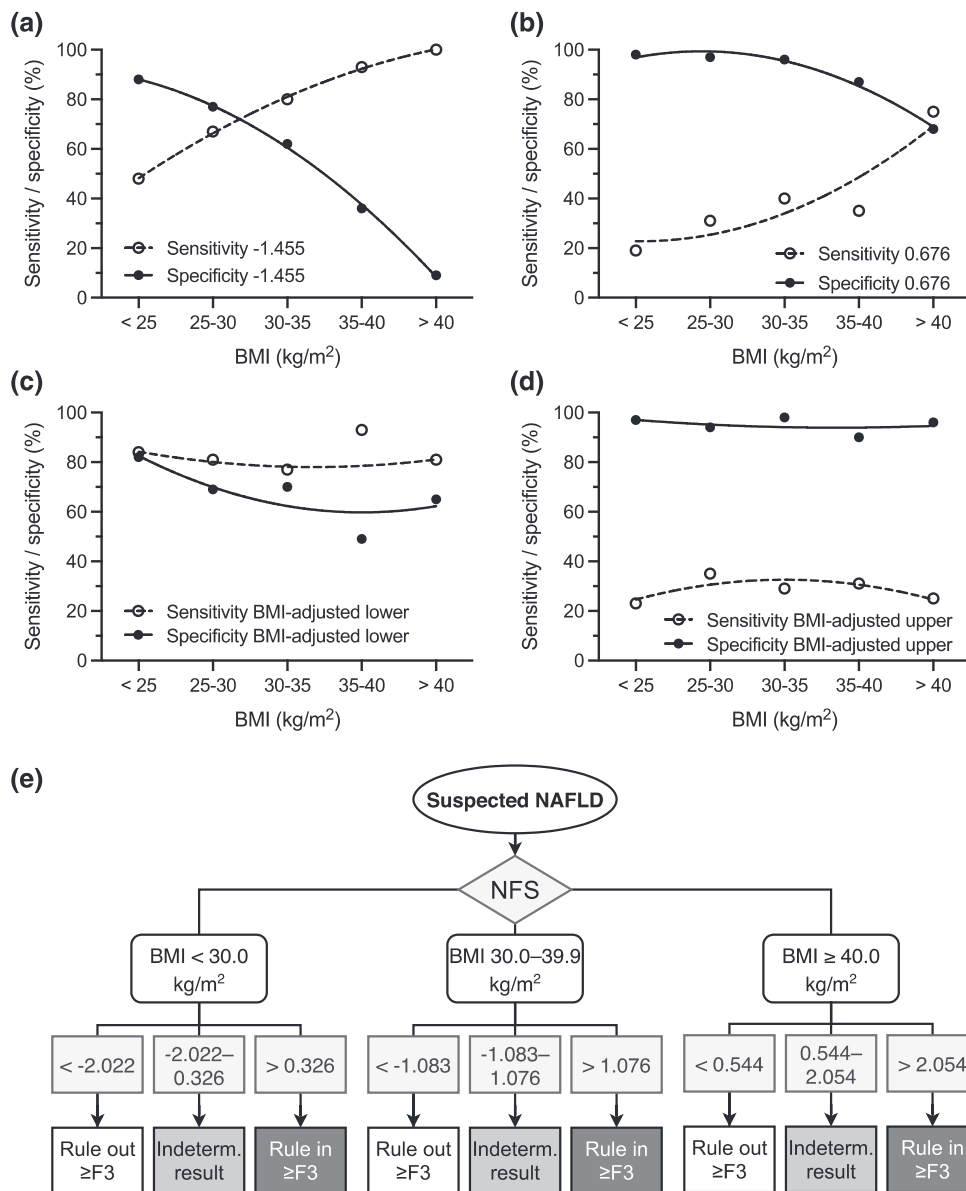 (a)
Sensitivity / specificity (%)
100
80
60
40
20
0
Sensitivity -1.455
Specificity -1.455
< 25
25-30
30-35
35-40
> 40
BMI (kg/m²)
(b)
Sensitivity / specificity (%)
100
80
60
40
20
0
Sensitivity 0.676
Specificity 0.676
< 25
25-30
30-35
35-40
> 40
BMI (kg/m²)
(c)
Sensitivity / specificity (%)
100
80
60
40
20
0
Sensitivity BMI-adjusted lower
Specificity BMI-adjusted lower
< 25
25-30
30-35
35-40
> 40
BMI (kg/m²)
(d)
Sensitivity / specificity (%)
100
80
60
40
20
0
Sensitivity BMI-adjusted upper
Specificity BMI-adjusted upper
< 25
25-30
30-35
35-40
> 40
BMI (kg/m²)
(e)
Suspected NAFLD
NFS
BMI < 30.0
kg/m²
BMI 30.0–39.9
kg/m²
BMI ≥ 40.0
kg/m²
< -2.022
-2.022–
0.326
> 0.326
< -1.083
-1.083–
1.076
> 1.076
< 0.544
0.544–
2.054
> 2.054
Rule out
≥F3
Indeterm.
result
Rule in
≥F3
Rule out
≥F3
Indeterm.
result
Rule in
≥F3
Rule out
≥F3
Indeterm.
result
Rule in
≥F3